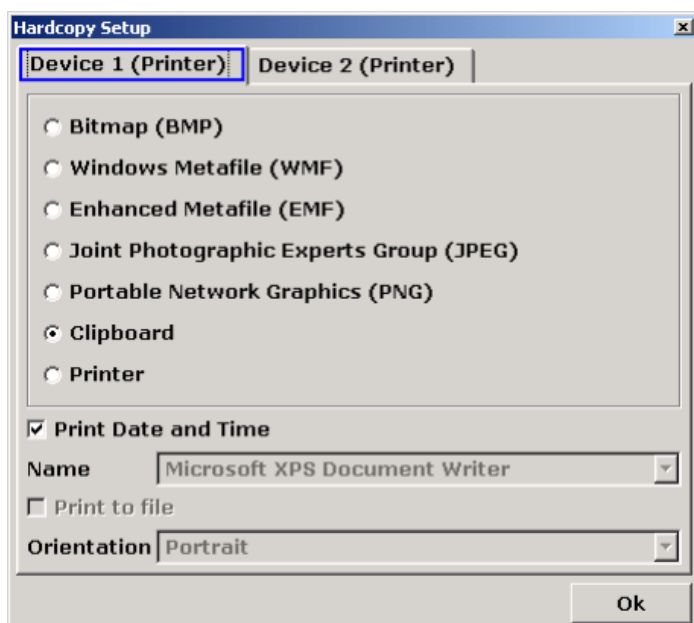 Hardcopy Setup
Device 1 (Printer) Device 2 (Printer)
Bitmap (BMP)
Windows Metafile (WMF)
Enhanced Metafile (EMF)
Joint Photographic Experts Group (JPEG)
Portable Network Graphics (PNG)
Clipboard
Printer
Print Date and Time
Name Microsoft XPS Document Writer
Print to file
Orientation Portrait
Ok